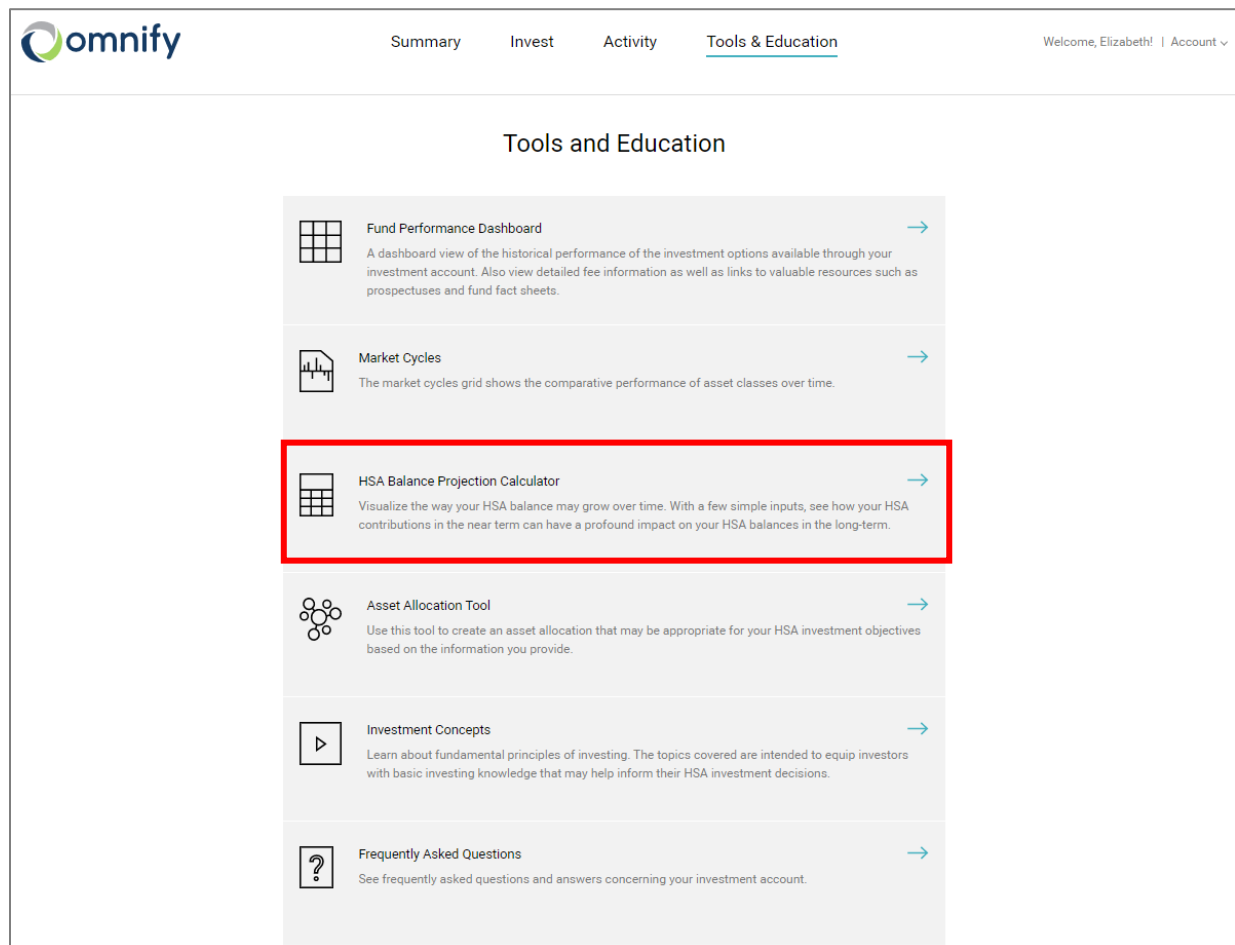 omnify
Summary Invest Activity Tools & Education
Welcome, Elizabeth! | Account
Tools and Education
Fund Performance Dashboard
A dashboard view of the historical performance of the investment options available through your
investment account. Also view detailed fee information as well as links to valuable resources such as
prospectuses and fund fact sheets.
Market Cycles
The market cycles grid shows the comparative performance of asset classes over time.
HSA Balance Projection Calculator
Visualize the way your HSA balance may grow over time. With a few simple inputs, see how your HSA
contributions in the near term can have a profound impact on your HSA balances in the long-term.
Asset Allocation Tool
Use this tool to create an asset allocation that may be appropriate for your HSA investment objectives
based on the information you provide.
Investment Concepts
Learn about fundamental principles of investing. The topics covered are intended to equip investors
with basic investing knowledge that may help inform their HSA investment decisions.
Frequently Asked Questions
See frequently asked questions and answers concerning your investment account.